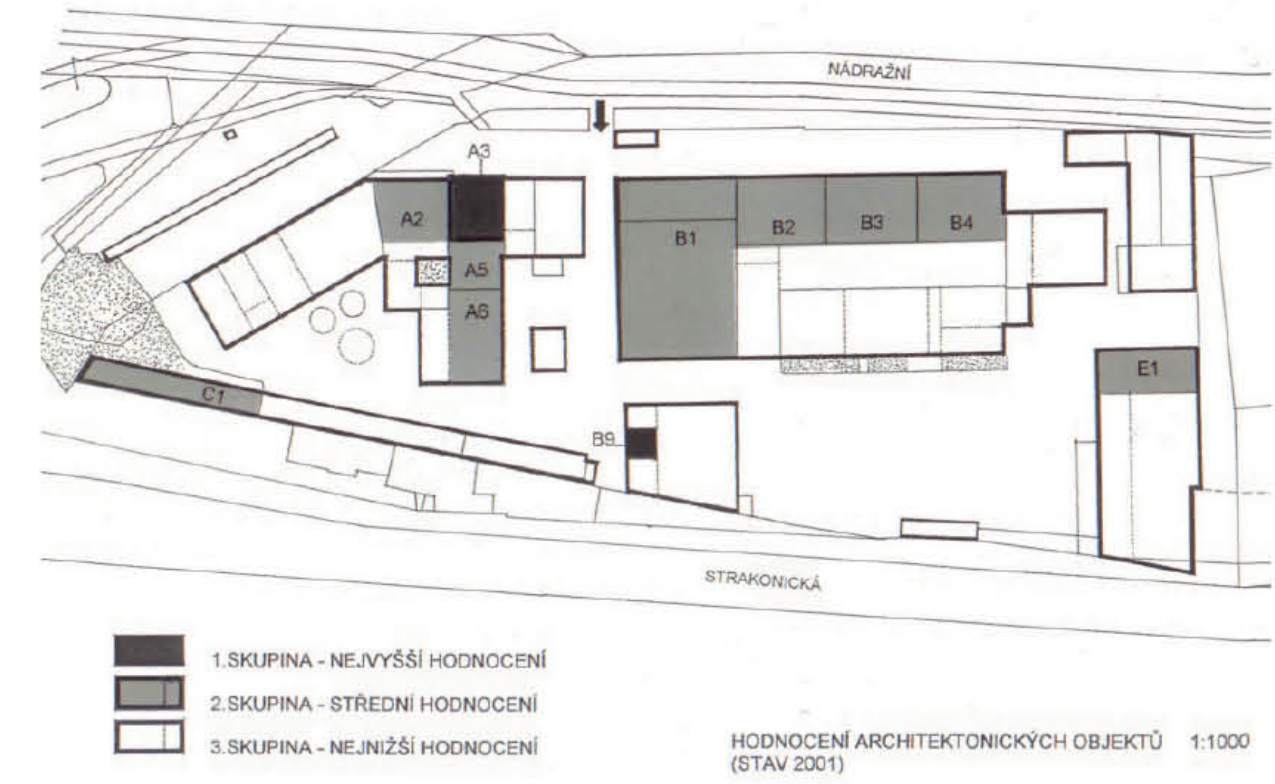 NÁDRAŽNÍ
A3
A2
A5
A6
B1
B2
B3
B4
C1
B9
E1
STRAKONICKÁ
1.SKUPINA - NEJVYŠŠÍ HODNOCENÍ
2.SKUPINA - STŘEDNÍ HODNOCENÍ
3.SKUPINA - NEJNIŽŠÍ HODNOCENÍ
HODNOCENÍ ARCHITEKTONICKÝCH OBJEKTŮ 1:1000
(STAV 2001)